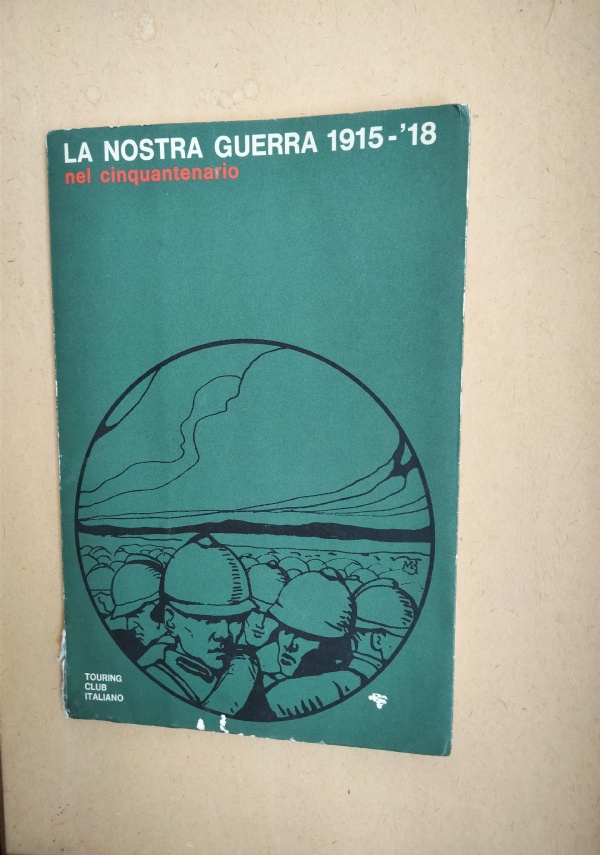 LA NOSTRA GUERRA 1915-'18
nel cinquantenario
TOURING
CLUB
ITALIANO